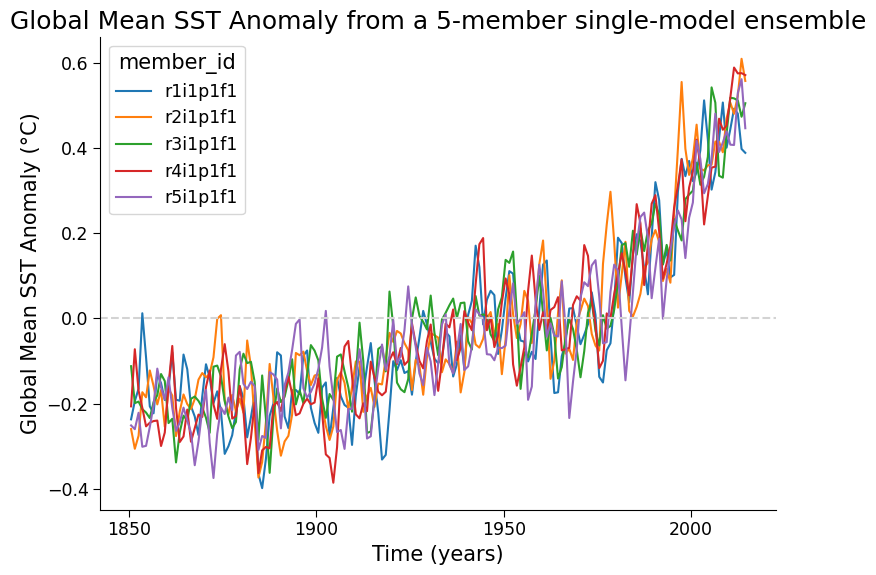 Global Mean SST Anomaly from a 5-member single-model ensemble
member_id
r1i1p1f1
r2i1p1f1
r3i1p1f1
r4i1p1f1
r5i1p1f1
Global Mean SST Anomaly (°C)
0.6
0.4
0.2
0.0
−0.2
−0.4
1850
1900
1950
2000
Time (years)